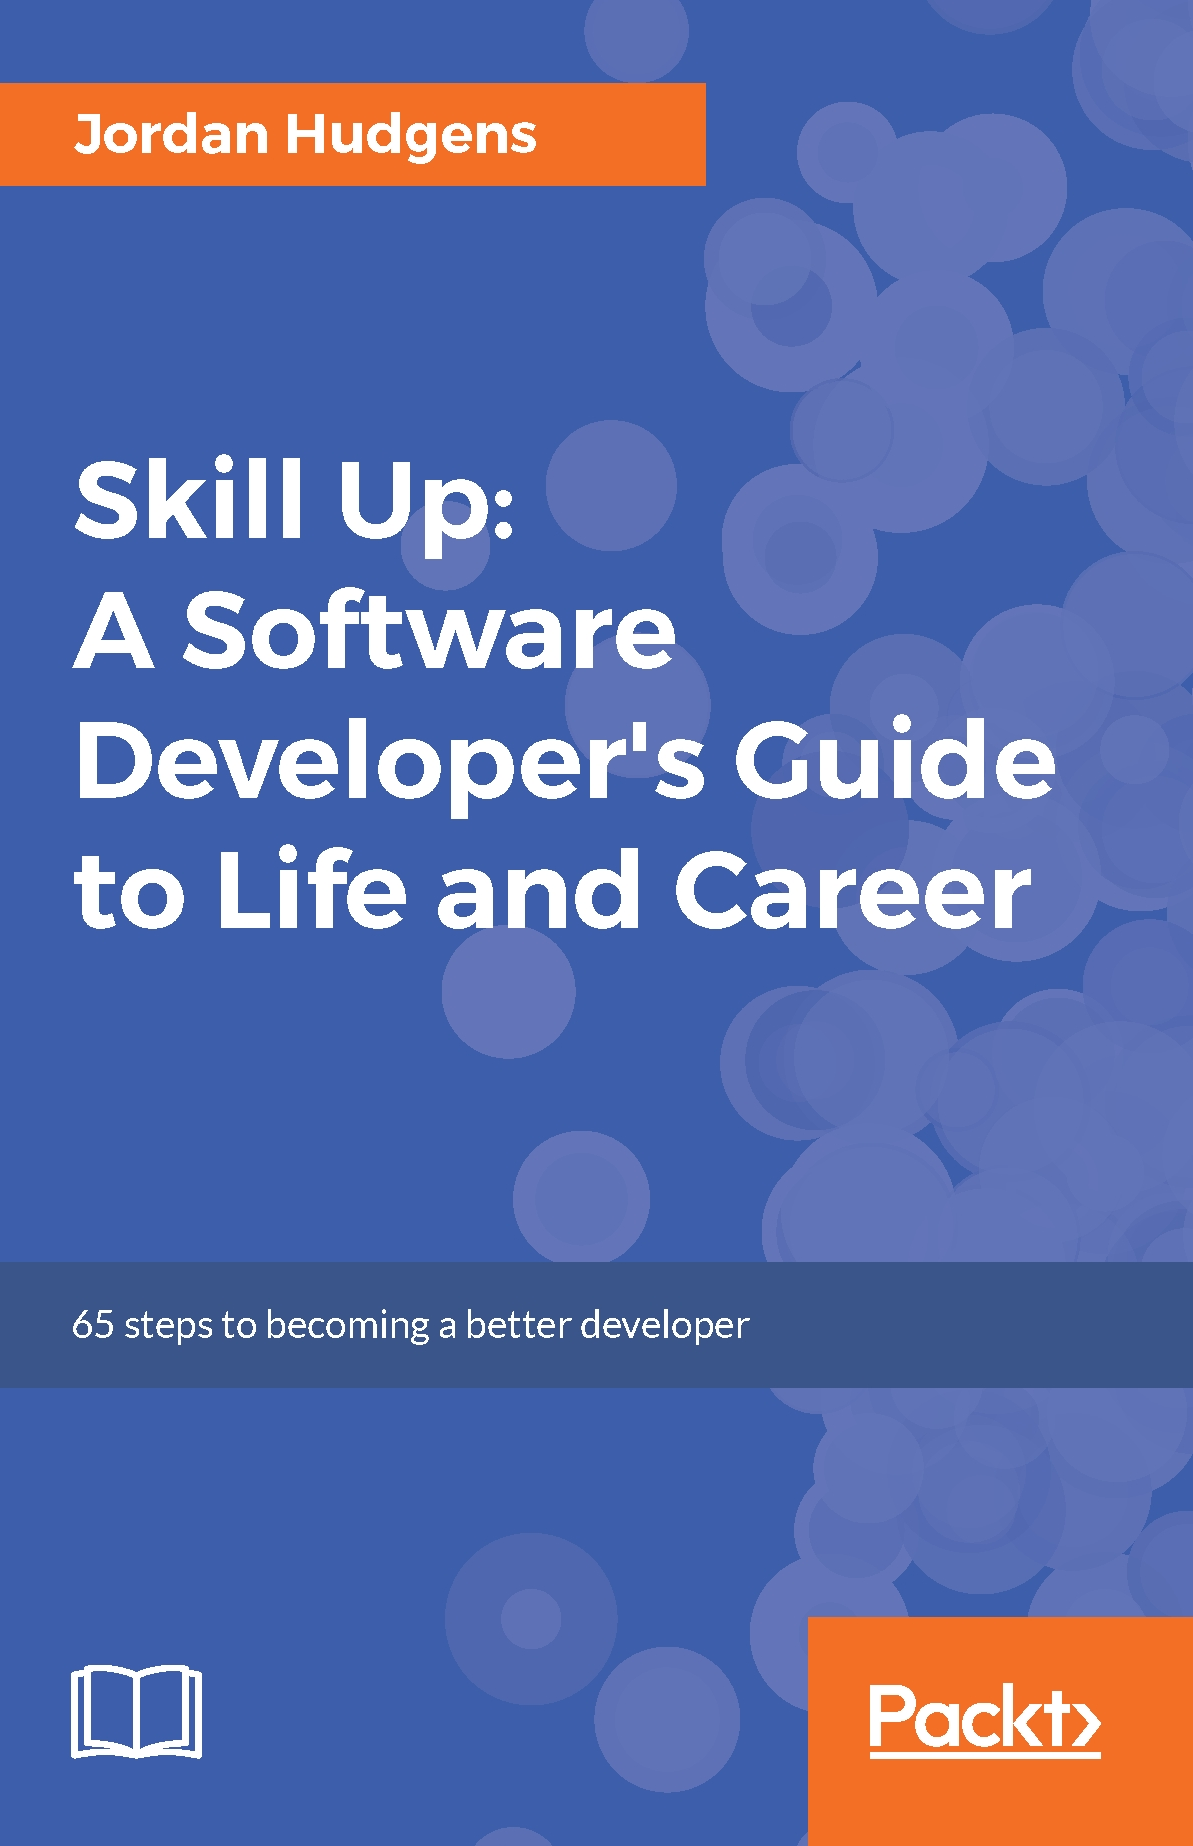 Jordan Hudgens
Skill Up:
A Software
Developer's Guide
to Life and Career
65 steps to becoming a better developer
Packt>